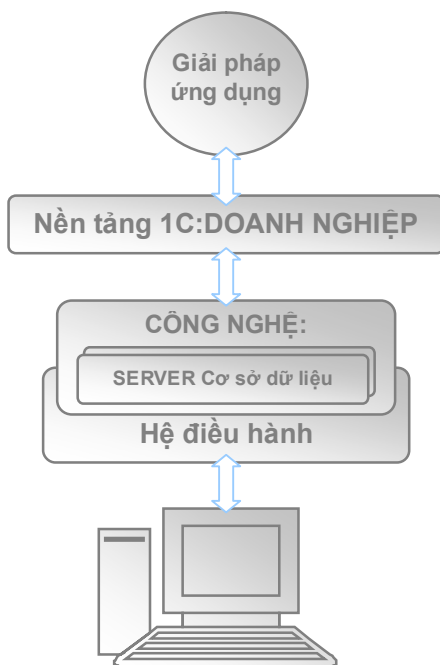 Giải pháp
ứng dụng
Nền tảng 1C:DOANH NGHIỆP
CÔNG NGHỆ:
SERVER Cơ sở dữ liệu
Hệ điều hành